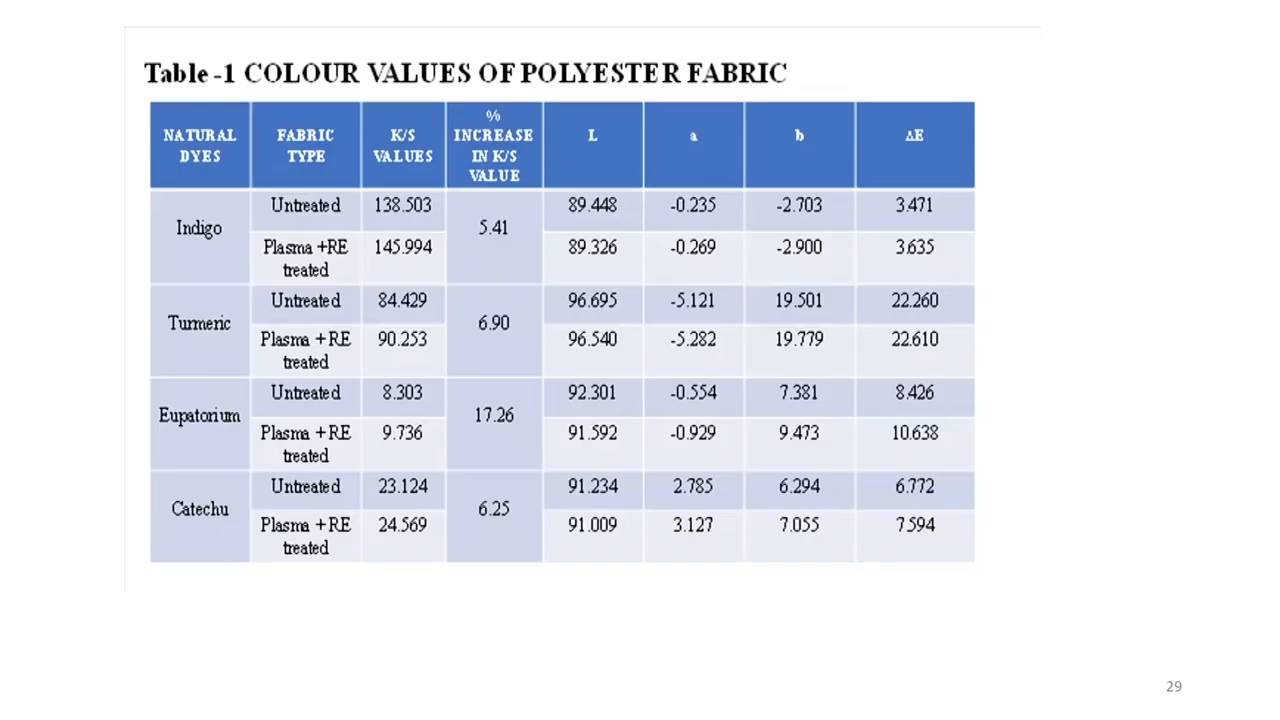 Table -1 COLOUR VALUES OF POLYESTER FABRIC
NATURAL DYES | FABRIC TYPE | K/S VALUES | % INCREASE IN K/S VALUE | L | a | b | ΔE
Indigo | Untreated | 138.503 | 5.41 | 89.448 | -0.235 | -2.703 | 3.471
Plasma +RE treated | 145.994 | 89.326 | -0.269 | -2.900 | 3.635
Turmeric | Untreated | 84.429 | 6.90 | 96.695 | -5.121 | 19.501 | 22.260
Plasma +RE treated | 90.253 | 96.540 | -5.282 | 19.779 | 22.610
Eupatorium | Untreated | 8.303 | 17.26 | 92.301 | -0.554 | 7.381 | 8.426
Plasma +RE treated | 9.736 | 91.592 | -0.929 | 9.473 | 10.638
Catechu | Untreated | 23.124 | 6.25 | 91.234 | 2.785 | 6.294 | 6.772
Plasma +RE treated | 24.569 | 91.009 | 3.127 | 7.055 | 7.594
29